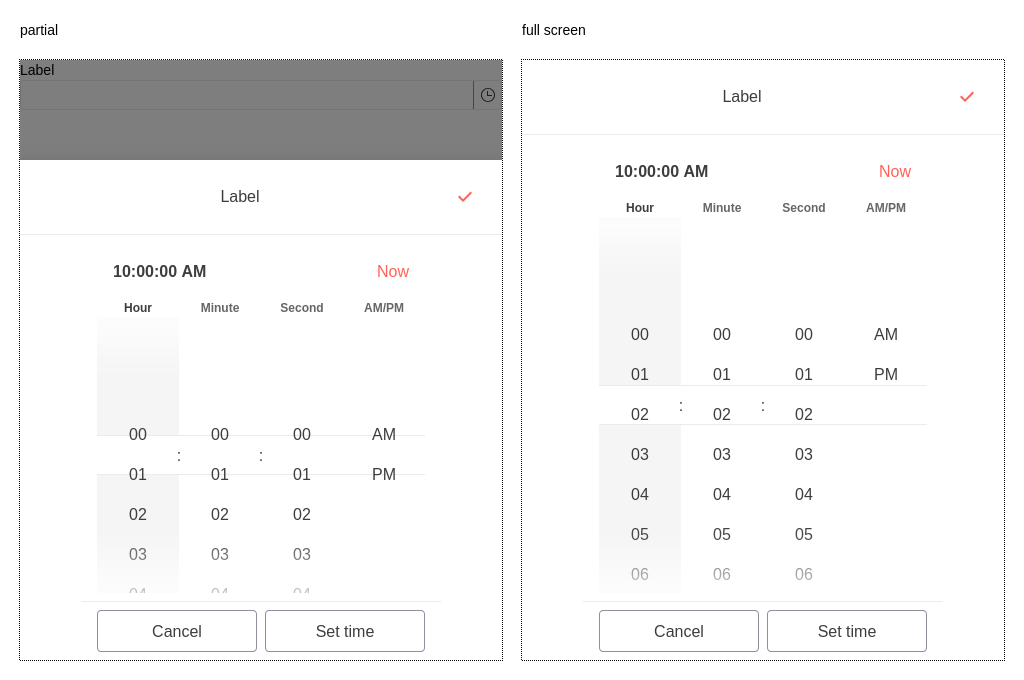 partial
Label
Label
10:00:00 AM Now
Hour Minute Second AM/PM
00 00 00 AM
: :
01 01 01 PM
02 02 02
03 03 03
04 04 04
Cancel Set time
full screen
Label
10:00:00 AM Now
Hour Minute Second AM/PM
00 00 00 AM
01 01 01 PM
: :
02 02 02
03 03 03
04 04 04
05 05 05
06 06 06
Cancel Set time